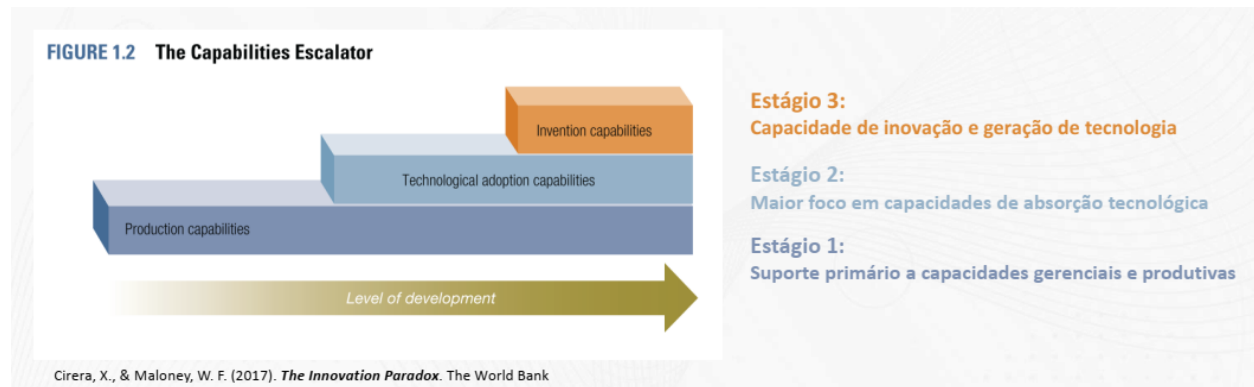 FIGURE 1.2 The Capabilities Escalator
Invention capabilities
Technological adoption capabilities
Production capabilities
Level of development
Estágio 3:
Capacidade de inovação e geração de tecnologia
Estágio 2:
Maior foco em capacidades de absorção tecnológica
Estágio 1:
Suporte primário a capacidades gerenciais e produtivas
Cirera, X., & Maloney, W. F. (2017). The Innovation Paradox. The World Bank